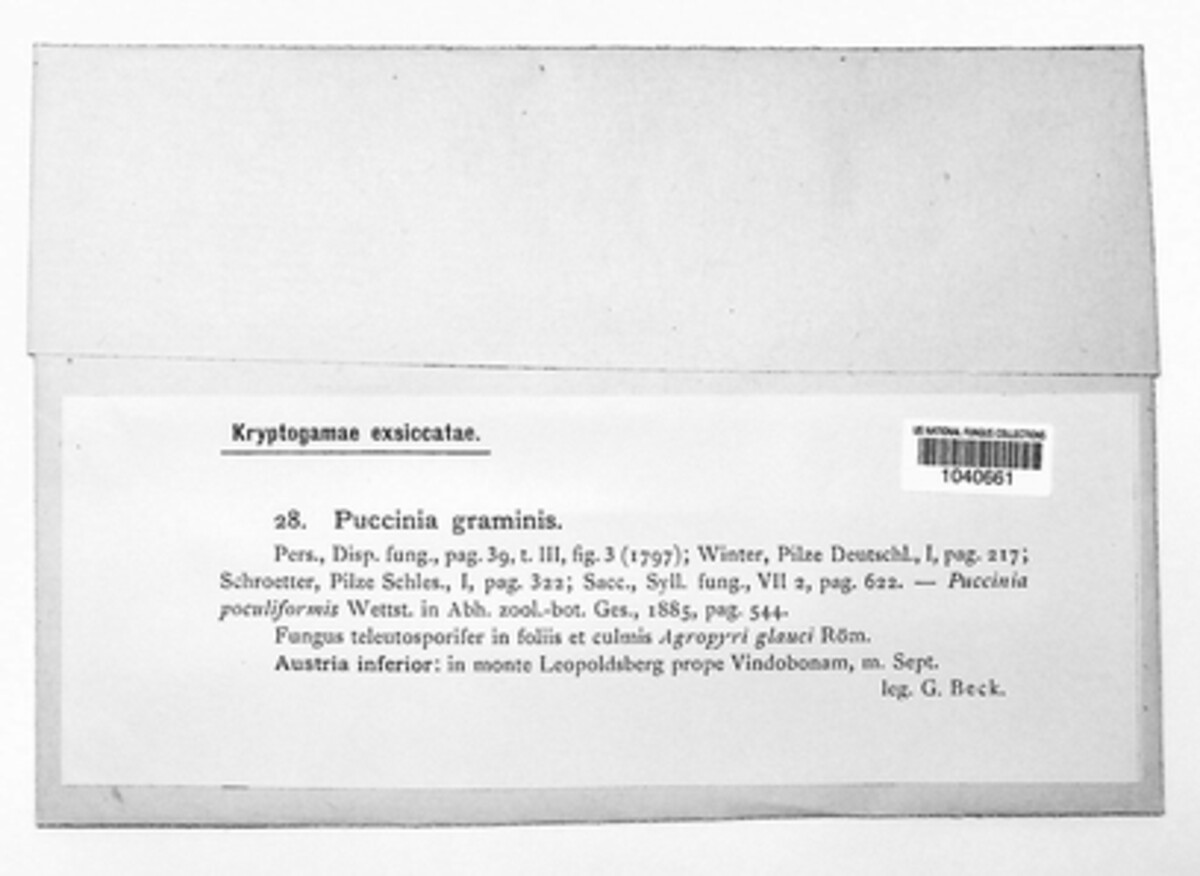 Kryptogamae exsiccatae.
US NATIONAL FUNGUS COLLECTIONS
1040661
28. Puccinia graminis.
Pers., Disp. fung., pag. 39, t. III, fig. 3 (1797); Winter, Pilze Deutschl., I, pag. 217;
Schroetter, Pilze Schles., I, pag. 322; Sacc., Syll. fung., VII 2, pag. 622. — Puccinia
poculiformis Wettst. in Abh. zool.-bot. Ges., 1885, pag. 544.
Fungus teleutosporifer in foliis et culmis Agropyri glauci Röm.
Austria inferior: in monte Leopoldsberg prope Vindobonam, m. Sept.
leg. G. Beck.